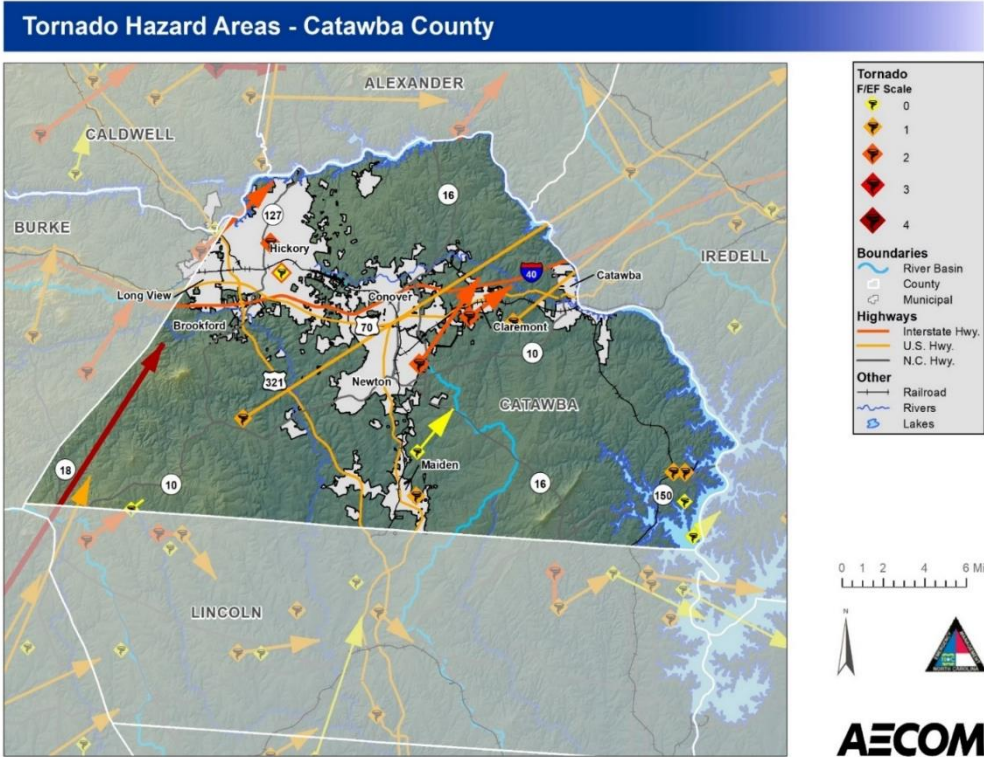 Tornado Hazard Areas - Catawba County
ALEXANDER
CALDWELL
16
BURKE
127
Hickory
IREDELL
40
Catawba
Long View
Conover
Brookford
70
Claremont
10
321
Newton
CATAWBA
Maiden
18
10
16
150
LINCOLN
Tornado
F/EF Scale
0
1
2
3
4
Boundaries
River Basin
County
Municipal
Highways
Interstate Hwy.
U.S. Hwy.
N.C. Hwy.
Other
Railroad
Rivers
Lakes
0 1 2 4 6 Mi
N
AECOM